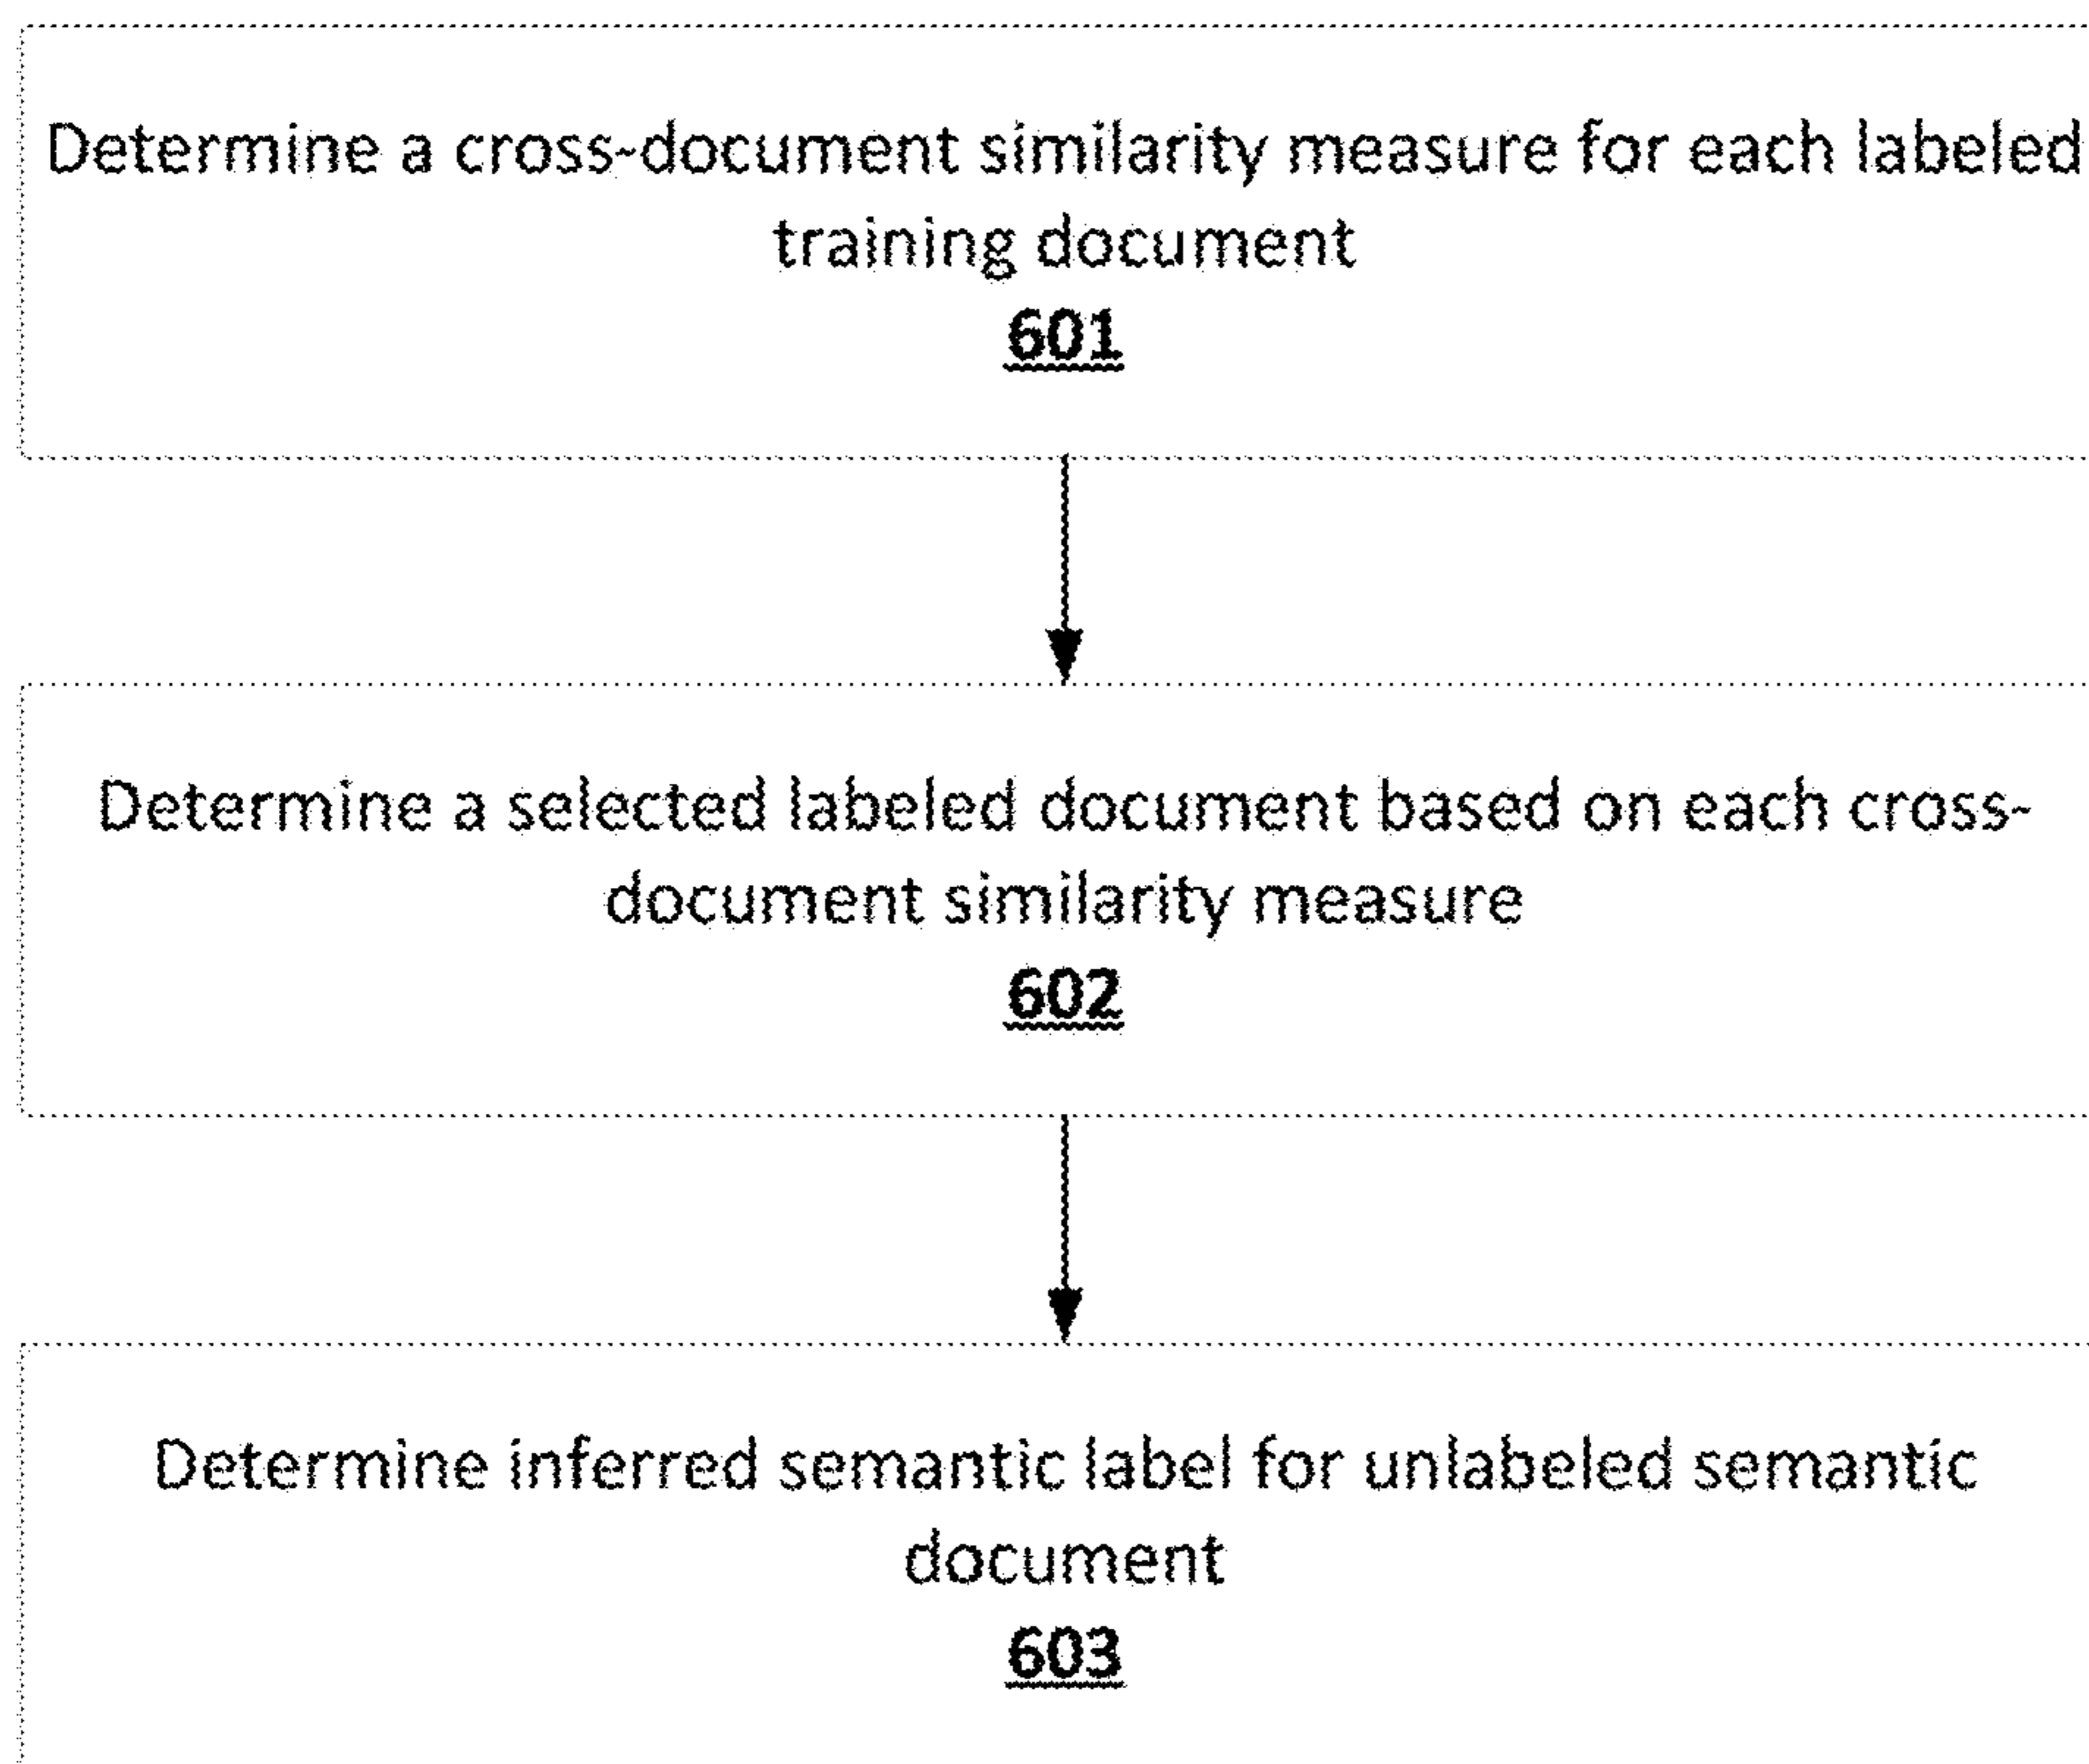 Determine a cross-document similarity measure for each labeled
training document
601
Determine a selected labeled document based on each cross-
document similarity measure
602
Determine inferred semantic label for unlabeled semantic
document
603